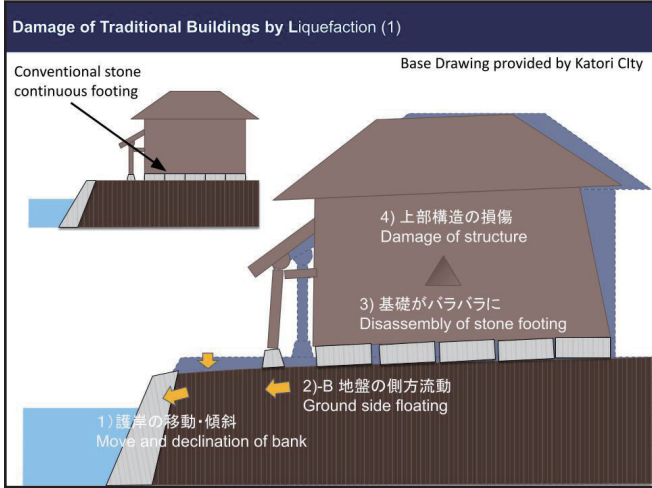 Damage of Traditional Buildings by Liquefaction (1)
Base Drawing provided by Katori CIty
Conventional stone
continuous footing
4) 上部構造の損傷
Damage of structure
3) 基礎がバラバラに
Disassembly of stone footing
2)-B 地盤の側方流動
Ground side floating
1）護岸の移動・傾斜
Move and declination of bank